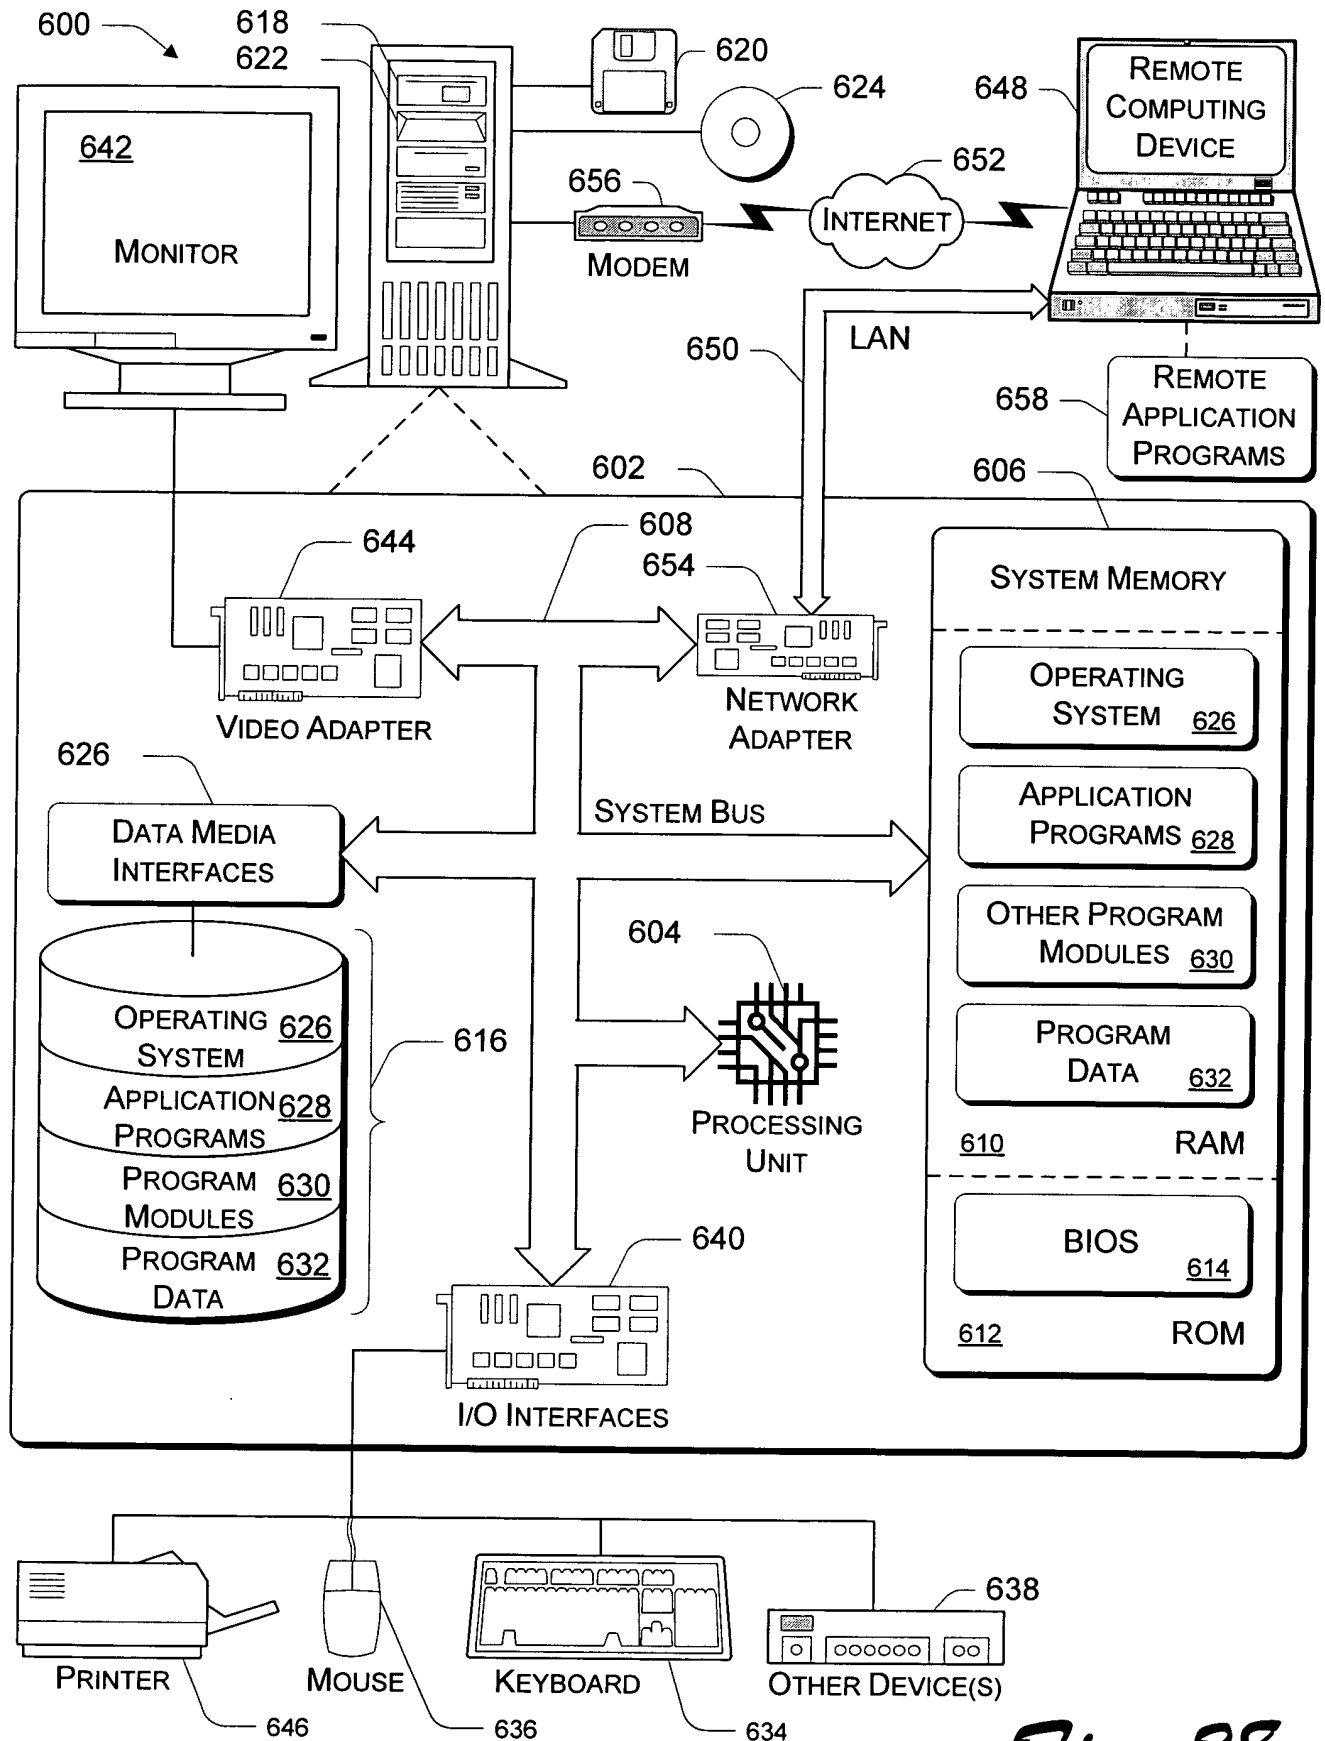 600
618
622
620
624
648
REMOTE
COMPUTING
DEVICE
642
MONITOR
656
MODEM
652
INTERNET
650
LAN
658
REMOTE
APPLICATION
PROGRAMS
602
606
644
VIDEO ADAPTER
608
654
NETWORK
ADAPTER
SYSTEM MEMORY
OPERATING
SYSTEM 626
APPLICATION
PROGRAMS 628
OTHER PROGRAM
MODULES 630
PROGRAM
DATA 632
610 RAM
BIOS
614
612 ROM
626
DATA MEDIA
INTERFACES
SYSTEM BUS
OPERATING 626
SYSTEM
APPLICATION 628
PROGRAMS
PROGRAM 630
MODULES
PROGRAM 632
DATA
616
604
PROCESSING
UNIT
640
I/O INTERFACES
PRINTER
646
MOUSE
636
KEYBOARD
634
638
OTHER DEVICE(S)